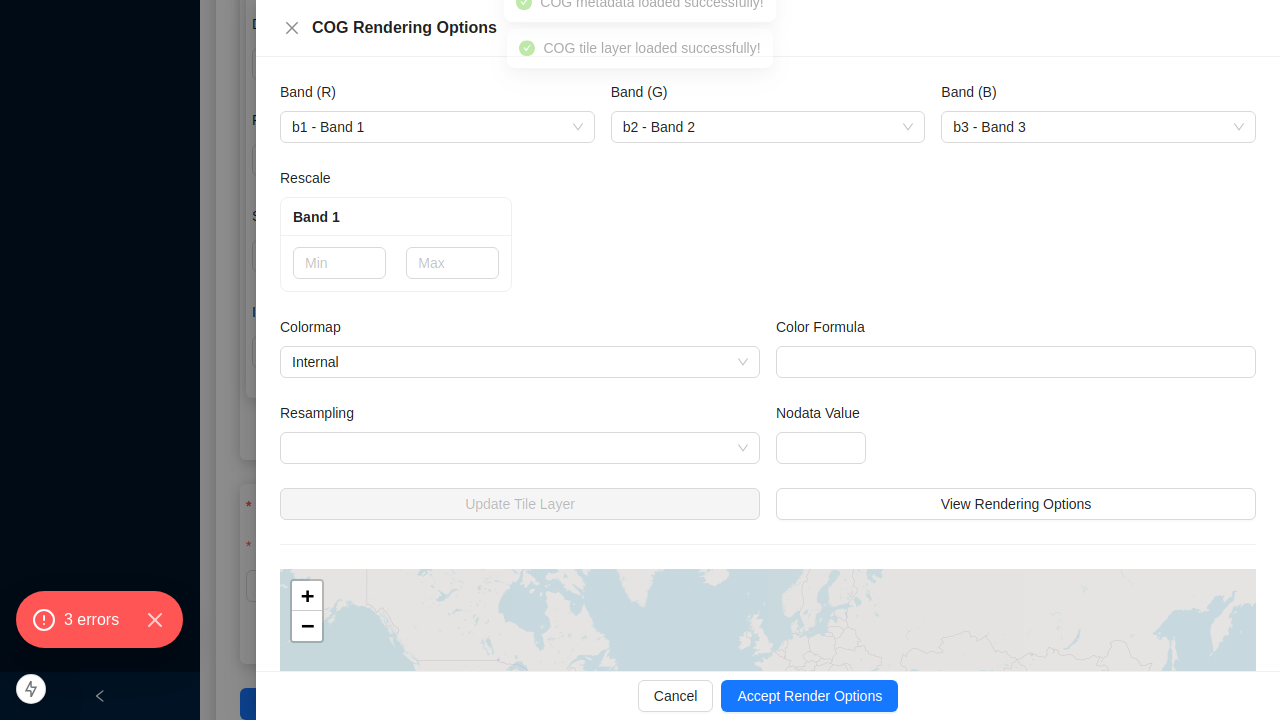 COG metadata loaded successfully!
COG Rendering Options
COG tile layer loaded successfully!
Band (R)
Band (G)
Band (B)
b1 - Band 1
b2 - Band 2
b3 - Band 3
Rescale
Band 1
Min
Max
Colormap
Color Formula
Internal
Resampling
Nodata Value
Update Tile Layer
View Rendering Options
+
−
3 errors
Cancel
Accept Render Options